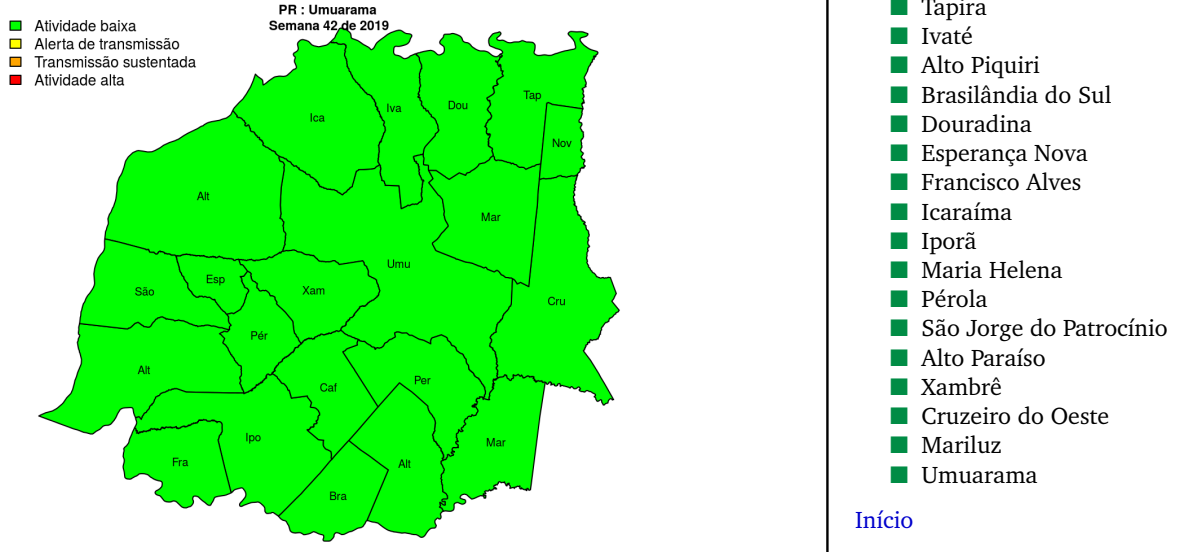 PR : Umuarama
Semana 42 de 2019
Atividade baixa
Alerta de transmissão
Transmissão sustentada
Atividade alta
Ica
Iva
Dou
Tap
Nov
Alt
Mar
Umu
São
Esp
Xam
Cru
Pér
Alt
Caf
Per
Ipo
Mar
Fra
Alt
Bra
Tapira
Ivaté
Alto Piquiri
Brasilândia do Sul
Douradina
Esperança Nova
Francisco Alves
Icaraíma
Iporã
Maria Helena
Pérola
São Jorge do Patrocínio
Alto Paraíso
Xambrê
Cruzeiro do Oeste
Mariluz
Umuarama
Início